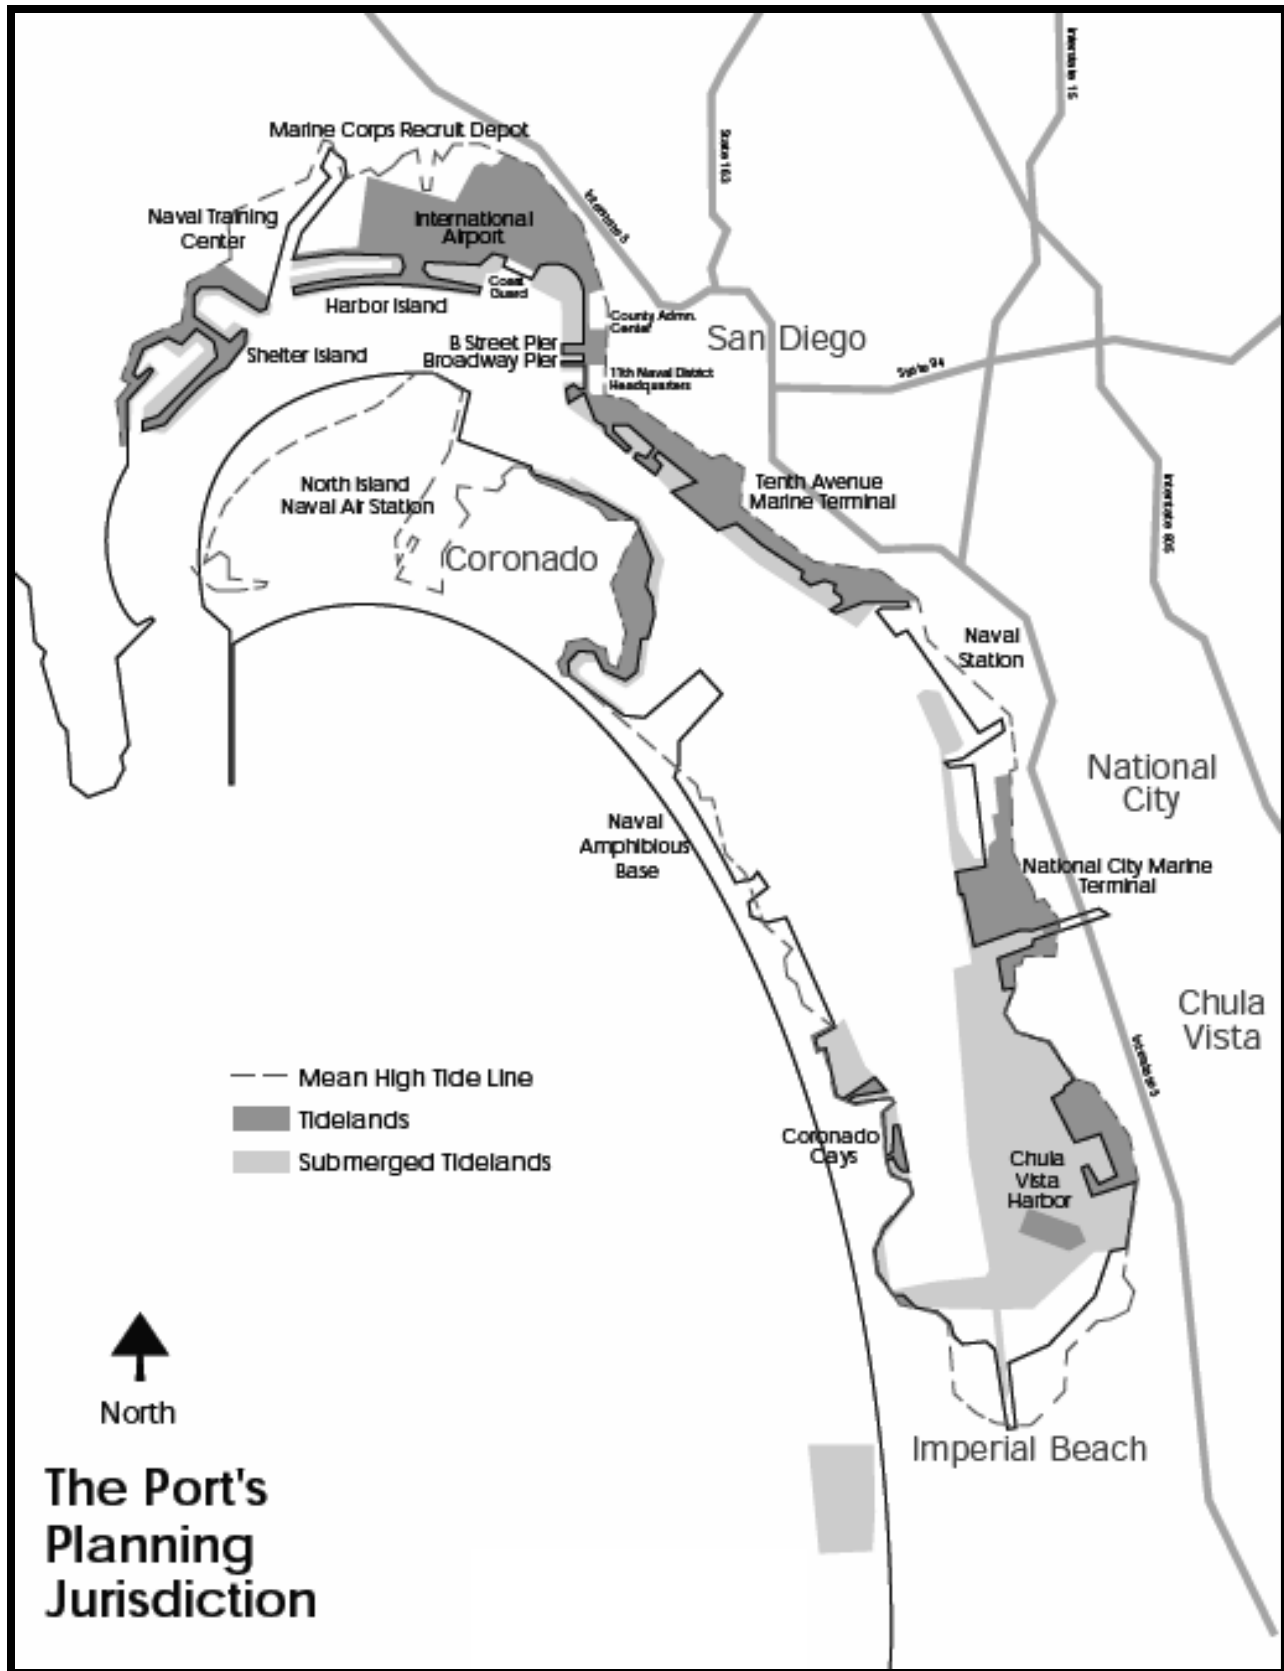 Interstate 15
Marine Corps Recruit Depot
State 163
Interstate 5
Naval Training
Center
International
Airport
Coast
Guard
Harbor Island
County Admn.
Center
San Diego
B Street Pier
Broadway Pier
Shelter Island
11th Naval District
Headquarters
State 94
North Island
Naval Air Station
Tenth Avenue
Marine Terminal
Interstate 805
Coronado
Naval
Station
National
City
Naval
Amphibious
Base
National City Marine
Terminal
Chula
Vista
Interstate 5
Mean High Tide Line
Tidelands
Submerged Tidelands
Coronado
Cays
Chula
Vista
Harbor
North
Imperial Beach
The Port's
Planning
Jurisdiction